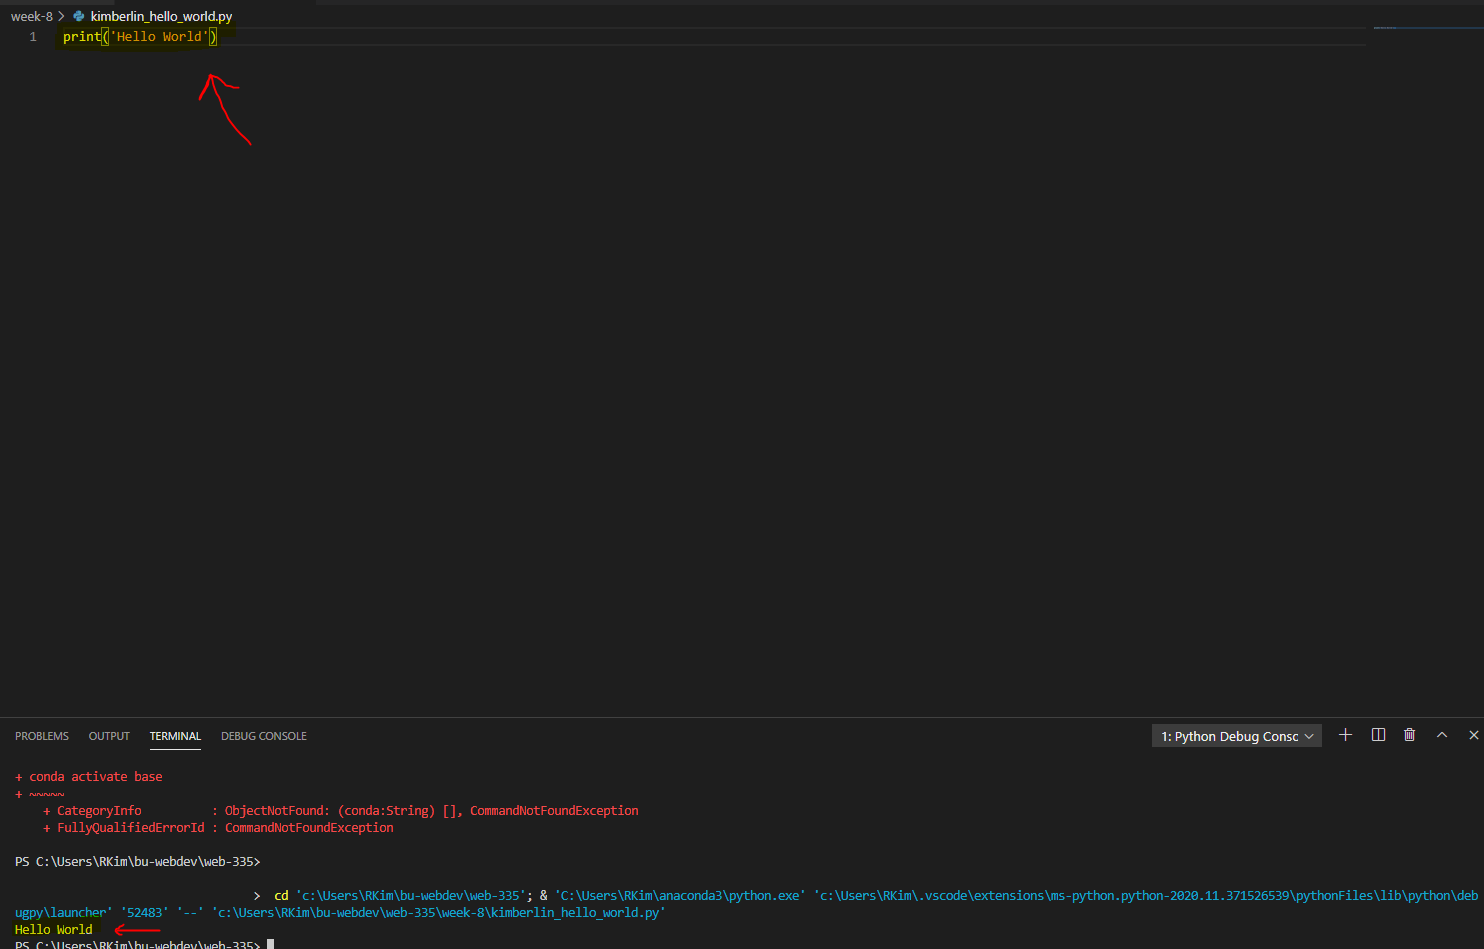 week-8 > kimberlin_hello_world.py
1 print('Hello World')
PROBLEMS OUTPUT TERMINAL DEBUG CONSOLE 1: Python Debug Consc
+ conda activate base
+ ~~~~~
+ CategoryInfo : ObjectNotFound: (conda:String) [], CommandNotFoundException
+ FullyQualifiedErrorId : CommandNotFoundException
PS C:\Users\RKim\bu-webdev\web-335>
> cd 'c:\Users\RKim\bu-webdev\web-335'; & 'C:\Users\RKim\anaconda3\python.exe' 'c:\Users\RKim\.vscode\extensions\ms-python.python-2020.11.371526539\pythonFiles\lib\python\deb
ugpy\launcher' '52483' '--' 'c:\Users\RKim\bu-webdev\web-335\week-8\kimberlin_hello_world.py'
Hello World
PS C:\Users\RKim\bu-webdev\web-335>